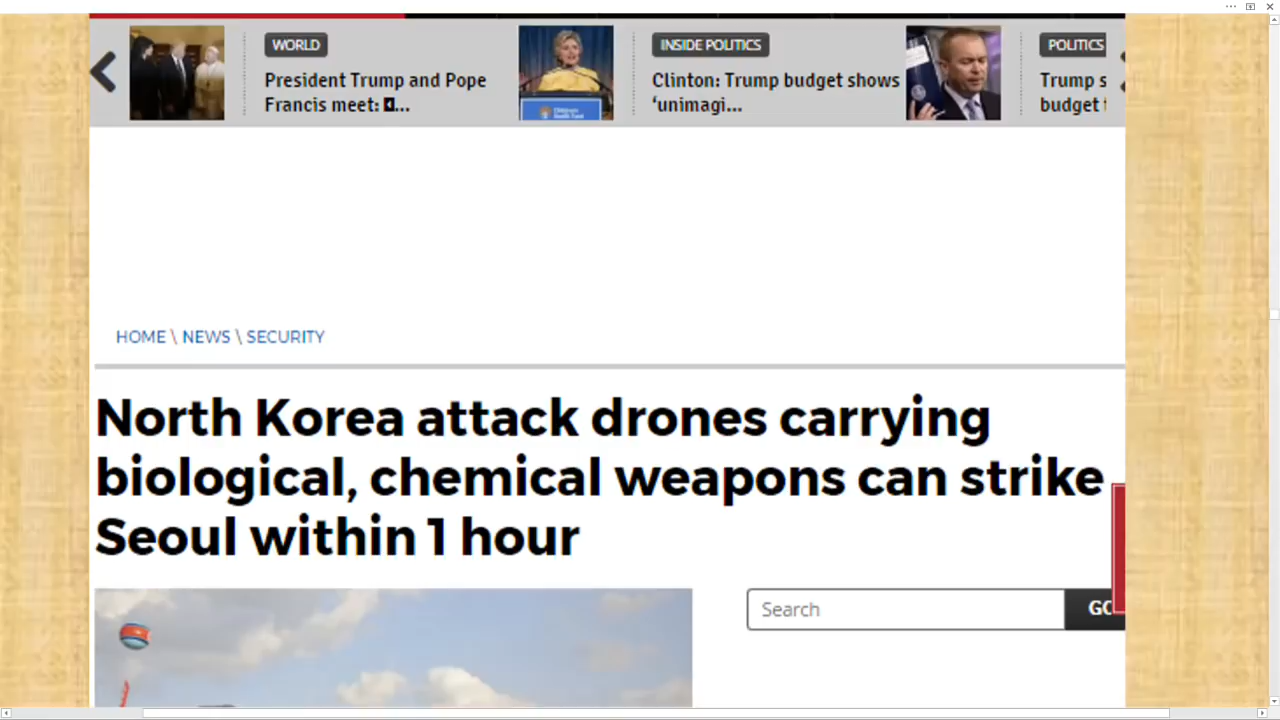 WORLD
President Trump and Pope
Francis meet: ...
INSIDE POLITICS
Clinton: Trump budget shows
‘unimagi...
POLITICS
Trump s
budget t
HOME \ NEWS \ SECURITY
North Korea attack drones carrying
biological, chemical weapons can strike
Seoul within 1 hour
Search
GO